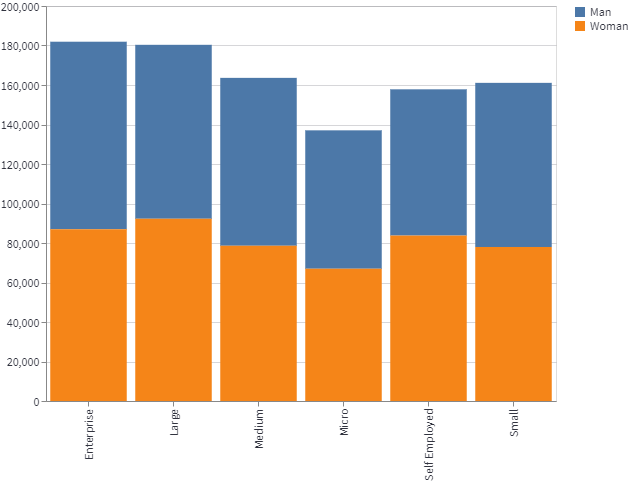 200,000
180,000
160,000
140,000
120,000
100,000
80,000
60,000
40,000
20,000
0
Enterprise
Large
Medium
Micro
Self Employed
Small
Man
Woman